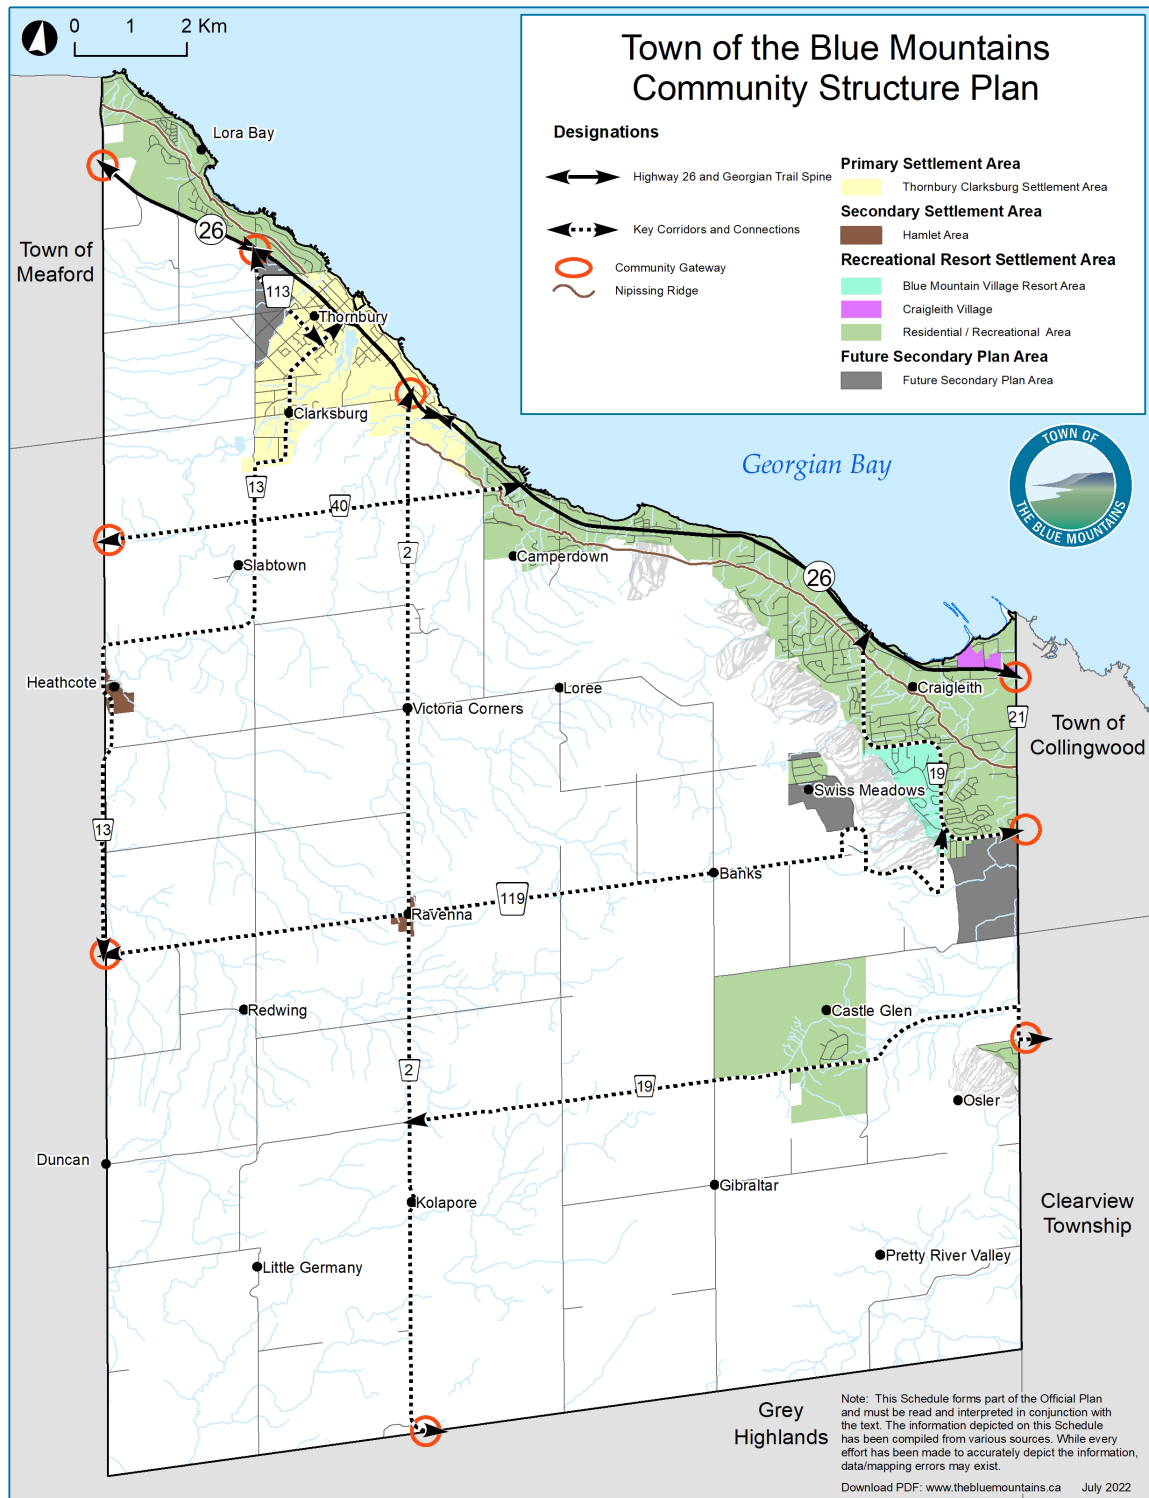 0 1 2 Km
Town of the Blue Mountains
Community Structure Plan
Designations
Highway 26 and Georgian Trail Spine
Key Corridors and Connections
Community Gateway
Nipissing Ridge
Primary Settlement Area
Thornbury Clarksburg Settlement Area
Secondary Settlement Area
Hamlet Area
Recreational Resort Settlement Area
Blue Mountain Village Resort Area
Craigleith Village
Residential / Recreational Area
Future Secondary Plan Area
Future Secondary Plan Area
Lora Bay
26
Town of
Meaford
113
Thornbury
Clarksburg
Georgian Bay
TOWN OF
THE BLUE MOUNTAINS
13
40
2
Slabtown
Camperdown
26
Heathcote
Loree
Craigleith
Victoria Corners
21
Town of
Collingwood
19
Swiss Meadows
13
Banks
119
Ravenna
Redwing
Castle Glen
2
19
Osler
Duncan
Gibraltar
Kolapore
Clearview
Township
Pretty River Valley
Little Germany
Grey
Highlands
Note: This Schedule forms part of the Official Plan
and must be read and interpreted in conjunction with
the text. The information depicted on this Schedule
has been compiled from various sources. While every
effort has been made to accurately depict the information,
data/mapping errors may exist.
Download PDF: www.thebluemountains.ca July 2022